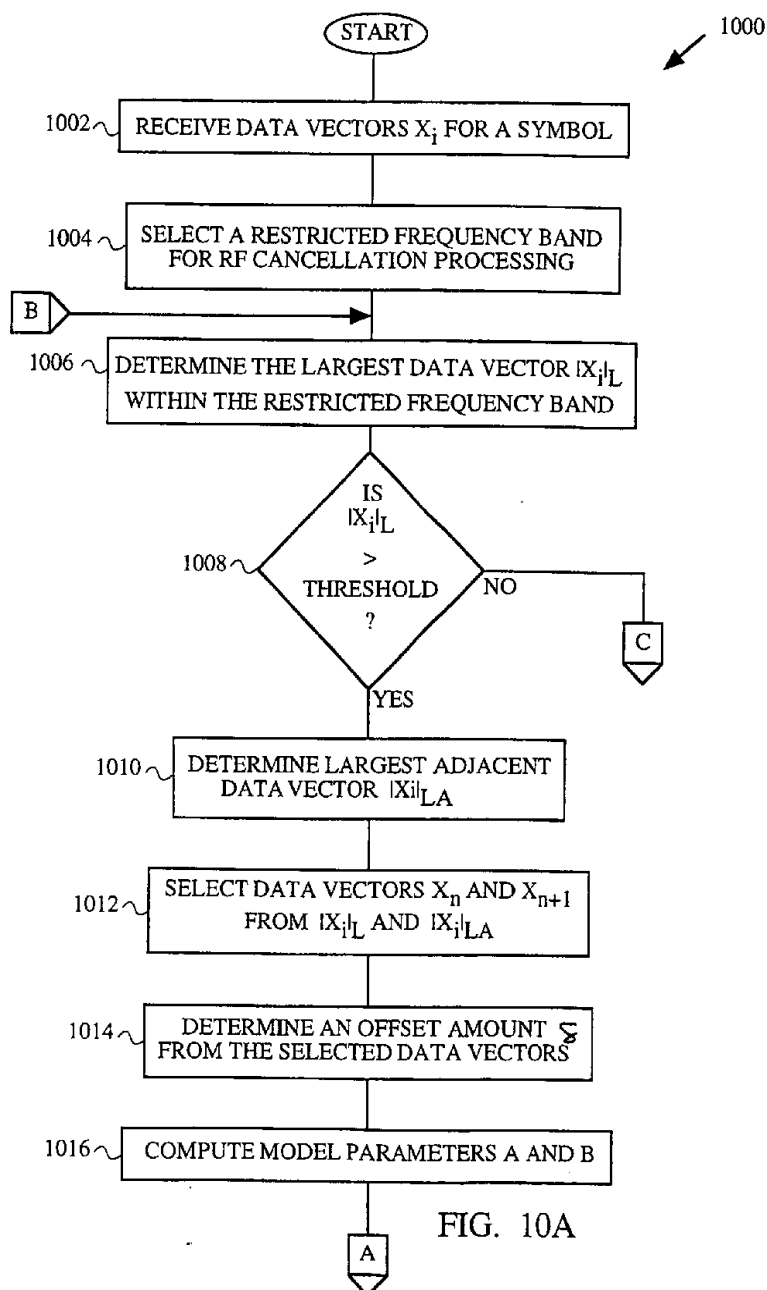 START
1000
1002
RECEIVE DATA VECTORS Xi FOR A SYMBOL
1004
SELECT A RESTRICTED FREQUENCY BAND
FOR RF CANCELLATION PROCESSING
B
1006
DETERMINE THE LARGEST DATA VECTOR |Xi|L
WITHIN THE RESTRICTED FREQUENCY BAND
1008
IS
|Xi|L
>
THRESHOLD
?
NO
C
YES
1010
DETERMINE LARGEST ADJACENT
DATA VECTOR |Xi|LA
1012
SELECT DATA VECTORS Xn AND Xn+1
FROM |Xi|L AND |Xi|LA
1014
DETERMINE AN OFFSET AMOUNT
FROM THE SELECTED DATA VECTORS
1016
COMPUTE MODEL PARAMETERS A AND B
FIG. 10A
A